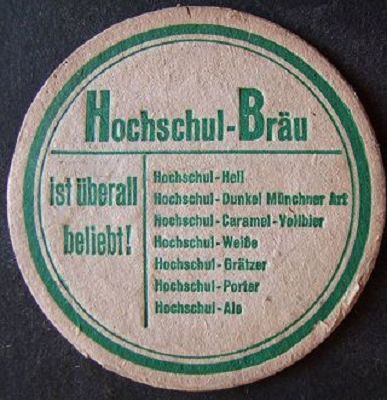 Hochschul-Bräu
ist überall
beliebt!
Hochschul-Hell
Hochschul-Dunkel Münchner Art
Hochschul-Caramel-Vollbier
Hochschul-Weiße
Hochschul-Grätzer
Hochschul-Porter
Hochschul-Ale